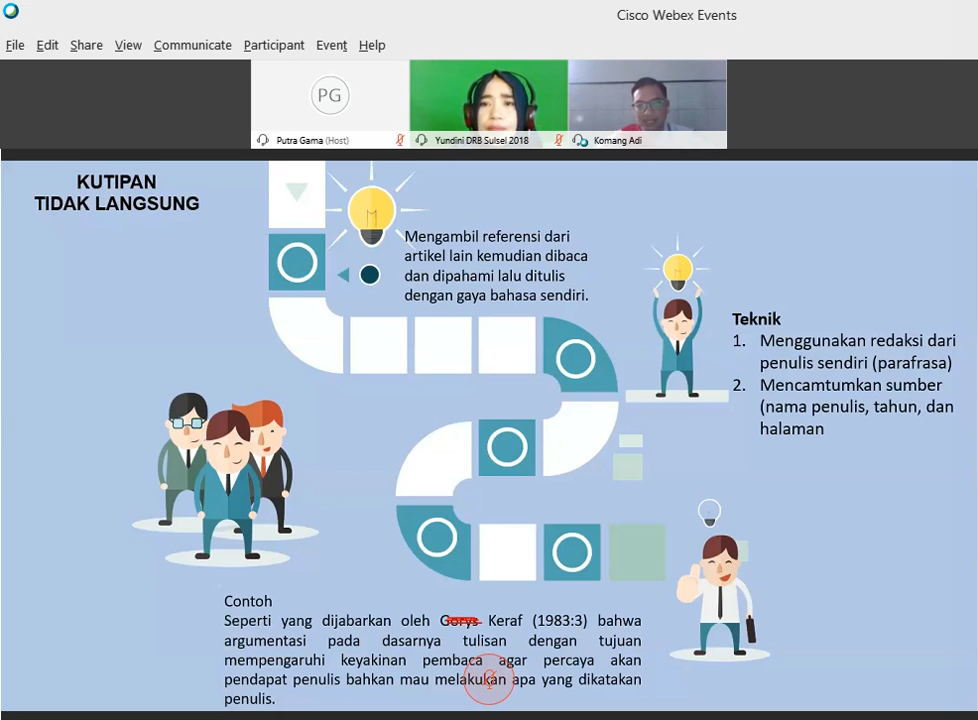 Cisco Webex Events
File Edit Share View Communicate Participant Event Help
PG
Putra Gama (Host)
Yundini DRB Sulsel 2018
Komang Adi
KUTIPAN
TIDAK LANGSUNG
Mengambil referensi dari
artikel lain kemudian dibaca
dan dipahami lalu ditulis
dengan gaya bahasa sendiri.
Teknik
1. Menggunakan redaksi dari
penulis sendiri (parafrasa)
2. Mencamtumkan sumber
(nama penulis, tahun, dan
halaman
Contoh
Seperti yang dijabarkan oleh Gorys Keraf (1983:3) bahwa
argumentasi pada dasarnya tulisan dengan tujuan
mempengaruhi keyakinan pembaca agar percaya akan
pendapat penulis bahkan mau melakukan apa yang dikatakan
penulis.